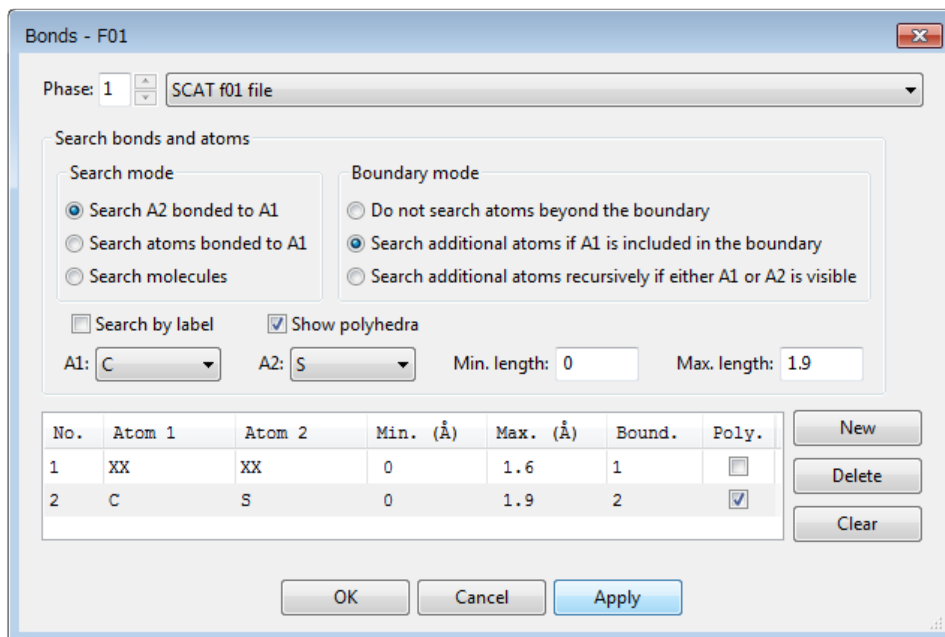 Bonds - F01
Phase: 1 SCAT f01 file
Search bonds and atoms
Search mode
Search A2 bonded to A1
Search atoms bonded to A1
Search molecules
Boundary mode
Do not search atoms beyond the boundary
Search additional atoms if A1 is included in the boundary
Search additional atoms recursively if either A1 or A2 is visible
Search by label Show polyhedra
A1: C A2: S Min. length: 0 Max. length: 1.9
No. Atom 1 Atom 2 Min. (Å) Max. (Å) Bound. Poly.
1 XX XX 0 1.6 1
2 C S 0 1.9 2
New
Delete
Clear
OK Cancel Apply